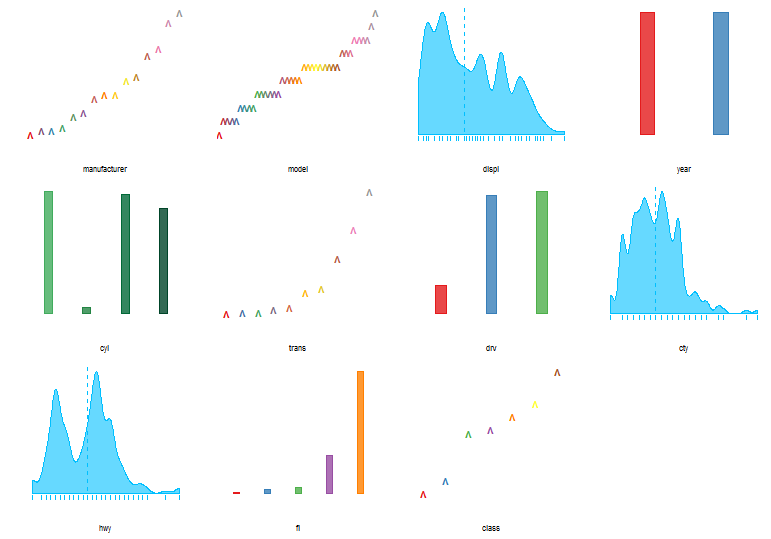 manufacturer
model
displ
year
cyl
trans
drv
cty
hwy
fl
class